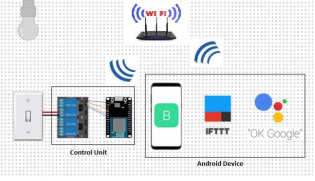 WI FI
B
IFTTT
"OK Google"
Control Unit
Android Device